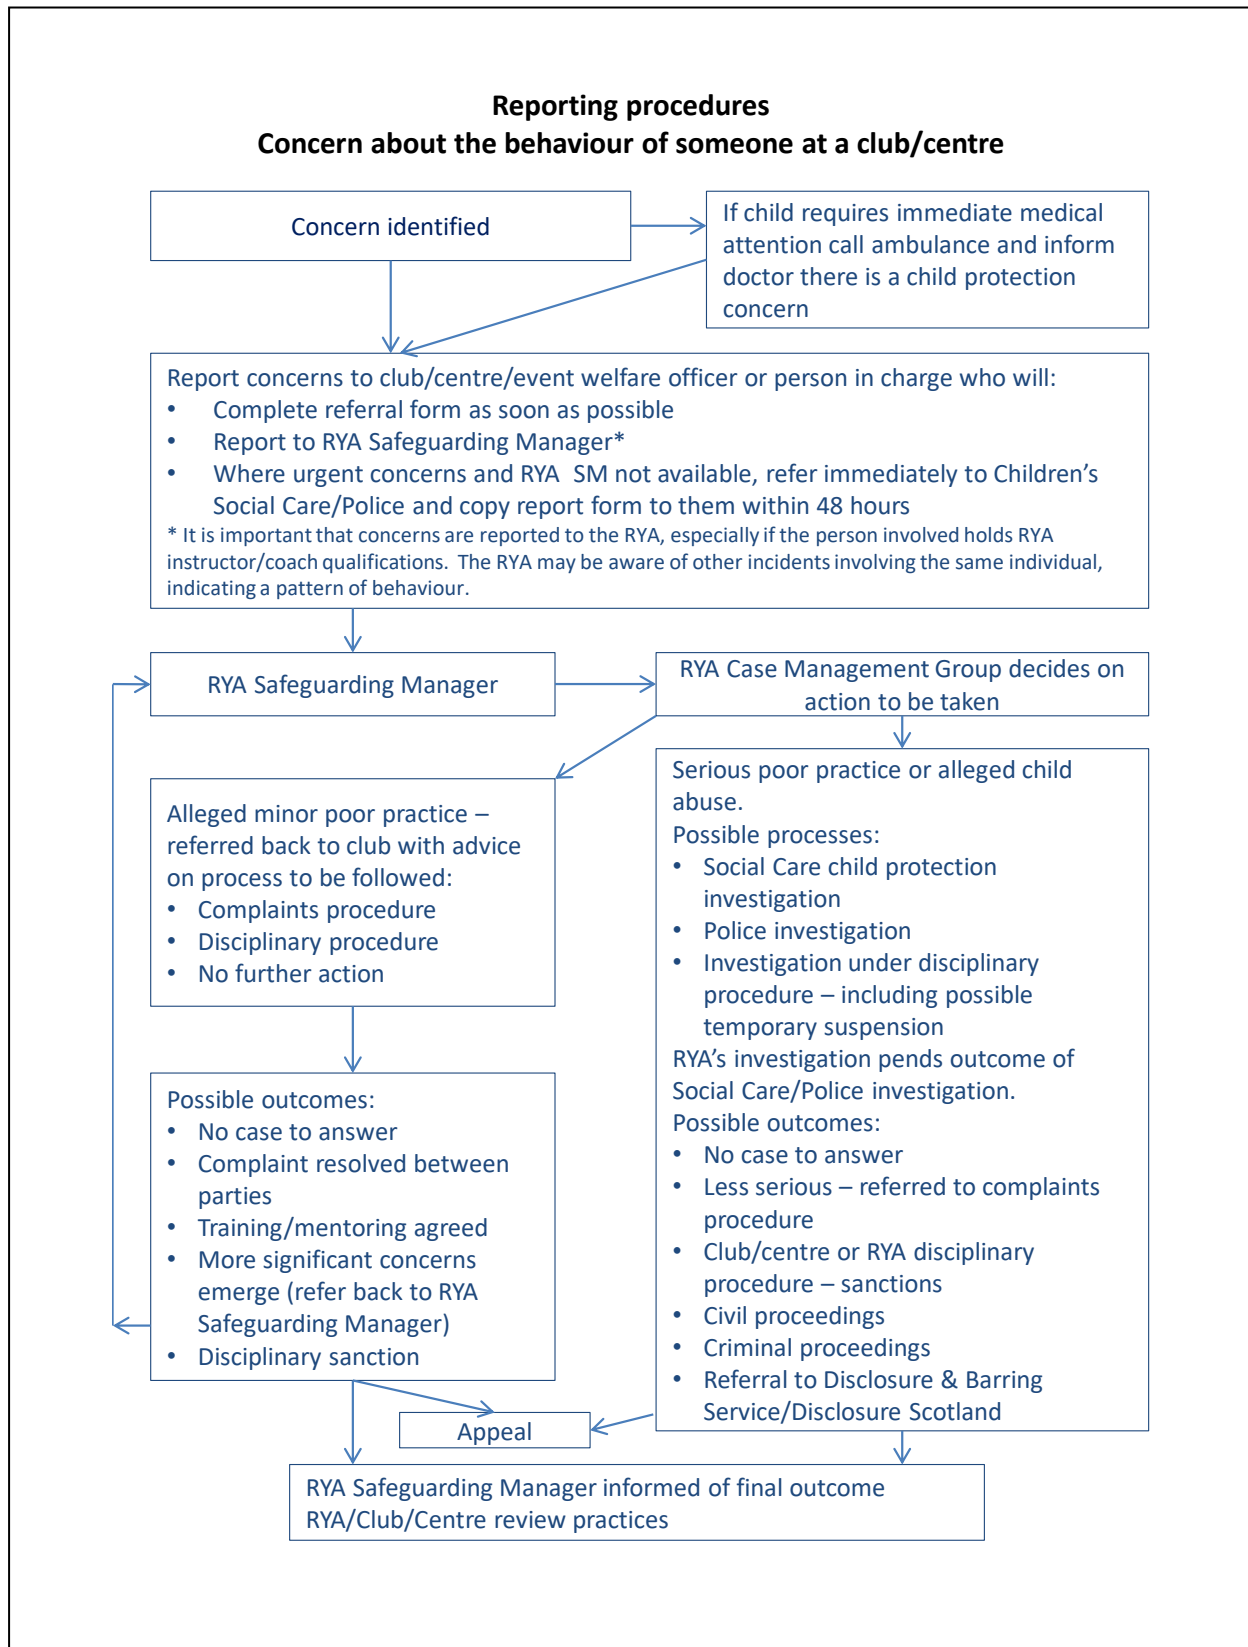 Reporting procedures
Concern about the behaviour of someone at a club/centre
Concern identified
If child requires immediate medical
attention call ambulance and inform
doctor there is a child protection
concern
Report concerns to club/centre/event welfare officer or person in charge who will:
• Complete referral form as soon as possible
• Report to RYA Safeguarding Manager*
• Where urgent concerns and RYA  SM not available, refer immediately to Children’s
Social Care/Police and copy report form to them within 48 hours
* It is important that concerns are reported to the RYA, especially if the person involved holds RYA
instructor/coach qualifications.  The RYA may be aware of other incidents involving the same individual,
indicating a pattern of behaviour.
RYA Safeguarding Manager
RYA Case Management Group decides on
action to be taken
Alleged minor poor practice –
referred back to club with advice
on process to be followed:
• Complaints procedure
• Disciplinary procedure
• No further action
Serious poor practice or alleged child
abuse.
Possible processes:
• Social Care child protection
investigation
• Police investigation
• Investigation under disciplinary
procedure – including possible
temporary suspension
RYA’s investigation pends outcome of
Social Care/Police investigation.
Possible outcomes:
• No case to answer
• Less serious – referred to complaints
procedure
• Club/centre or RYA disciplinary
procedure – sanctions
• Civil proceedings
• Criminal proceedings
• Referral to Disclosure & Barring
Service/Disclosure Scotland
Possible outcomes:
• No case to answer
• Complaint resolved between
parties
• Training/mentoring agreed
• More significant concerns
emerge (refer back to RYA
Safeguarding Manager)
• Disciplinary sanction
Appeal
RYA Safeguarding Manager informed of final outcome
RYA/Club/Centre review practices